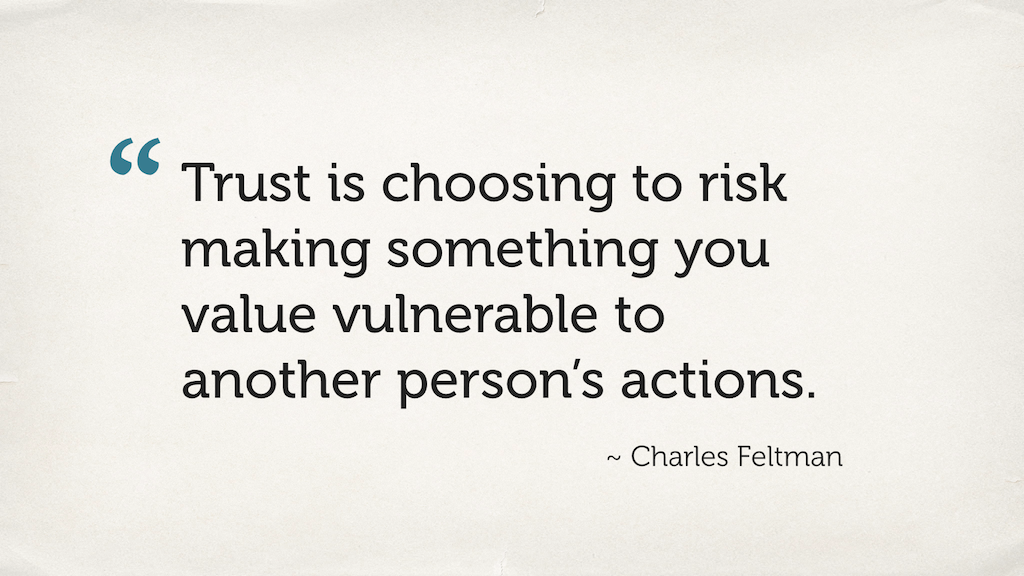 “Trust is choosing to risk
making something you
value vulnerable to
another person’s actions.
~ Charles Feltman